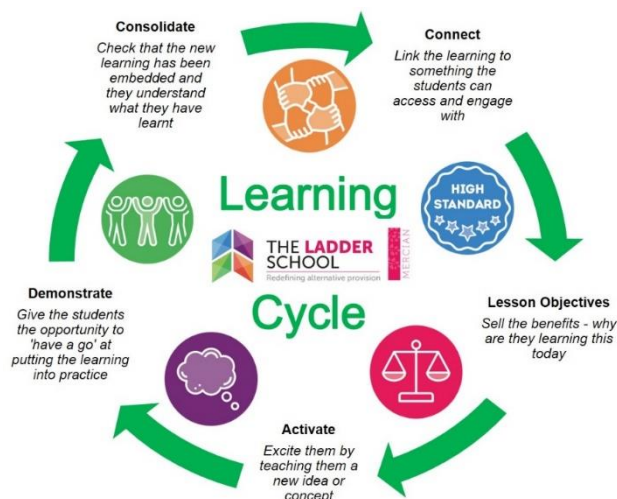 Consolidate
Check that the new
learning has been
embedded and
they understand
what they have
learnt
Connect
Link the learning to
something the
students can
access and engage
with
HIGH
STANDARD
Learning
THE LADDER
SCHOOL
Redefining alternative provision
MERCIAN
Cycle
Demonstrate
Give the students
the opportunity to
'have a go' at
putting the learning
into practice
Lesson Objectives
Sell the benefits - why
are they learning this
today
Activate
Excite them by
teaching them a
new idea or
concept